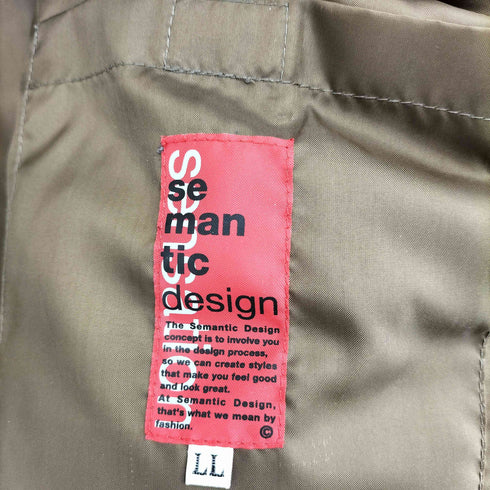 se
man
tic
design
The Semantic Design
concept is to involve you
in the design process,
so we can create styles
that make you feel good
and look great.
At Semantic Design,
that's what we mean by
fashion.
©
LL